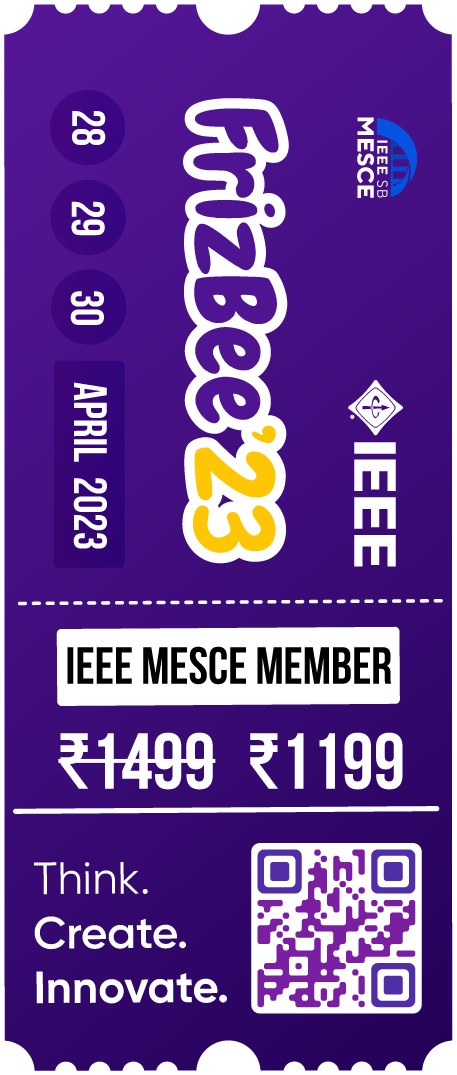 IEEE SB
MESCE
IEEE
FrizBee'23
28
29
30
APRIL 2023
IEEE MESCE MEMBER
₹1499 ₹1199
Think.
Create.
Innovate.